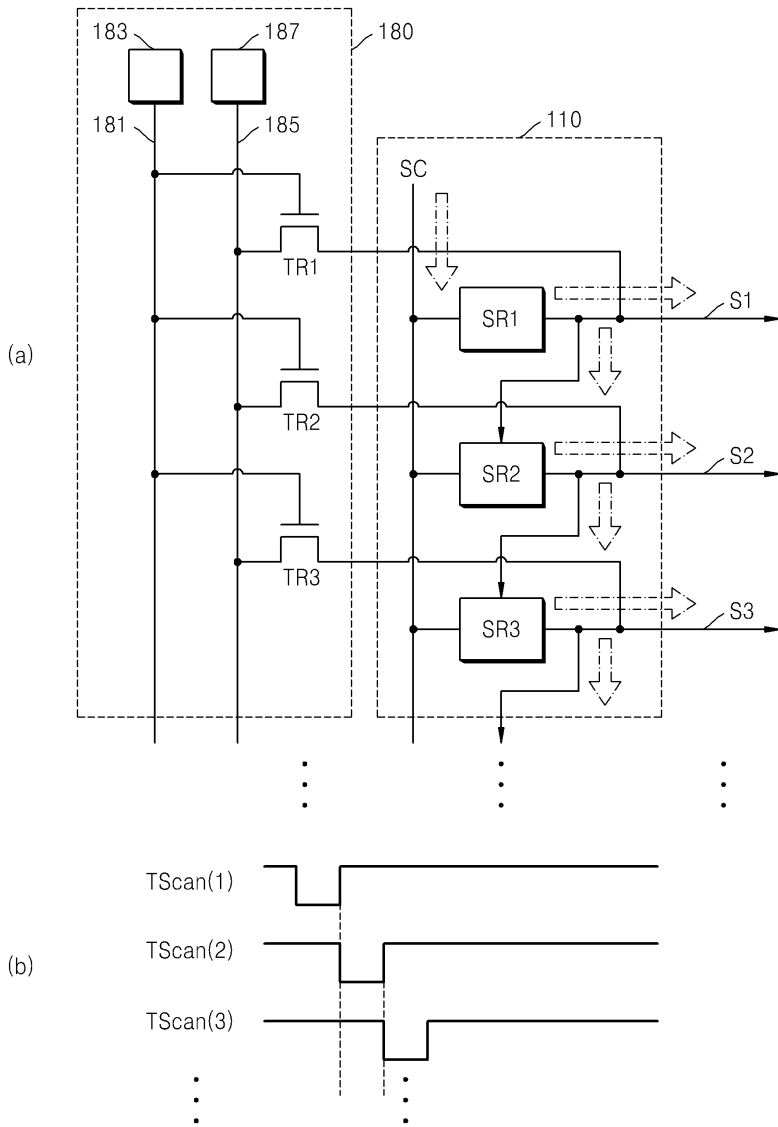 183
187
180
181
185
110
SC
TR1
SR1
S1
(a)
TR2
SR2
S2
TR3
SR3
S3
TScan(1)
TScan(2)
(b)
TScan(3)